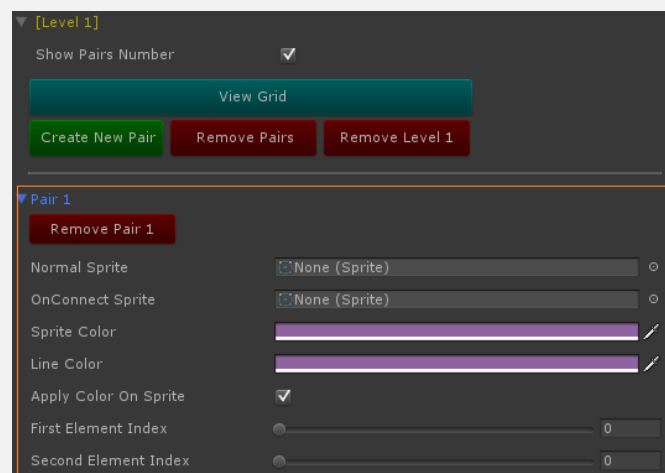 [Level 1]
Show Pairs Number
View Grid
Create New Pair Remove Pairs Remove Level 1
Pair 1
Remove Pair 1
Normal Sprite None (Sprite)
OnConnect Sprite None (Sprite)
Sprite Color
Line Color
Apply Color On Sprite
First Element Index 0
Second Element Index 0